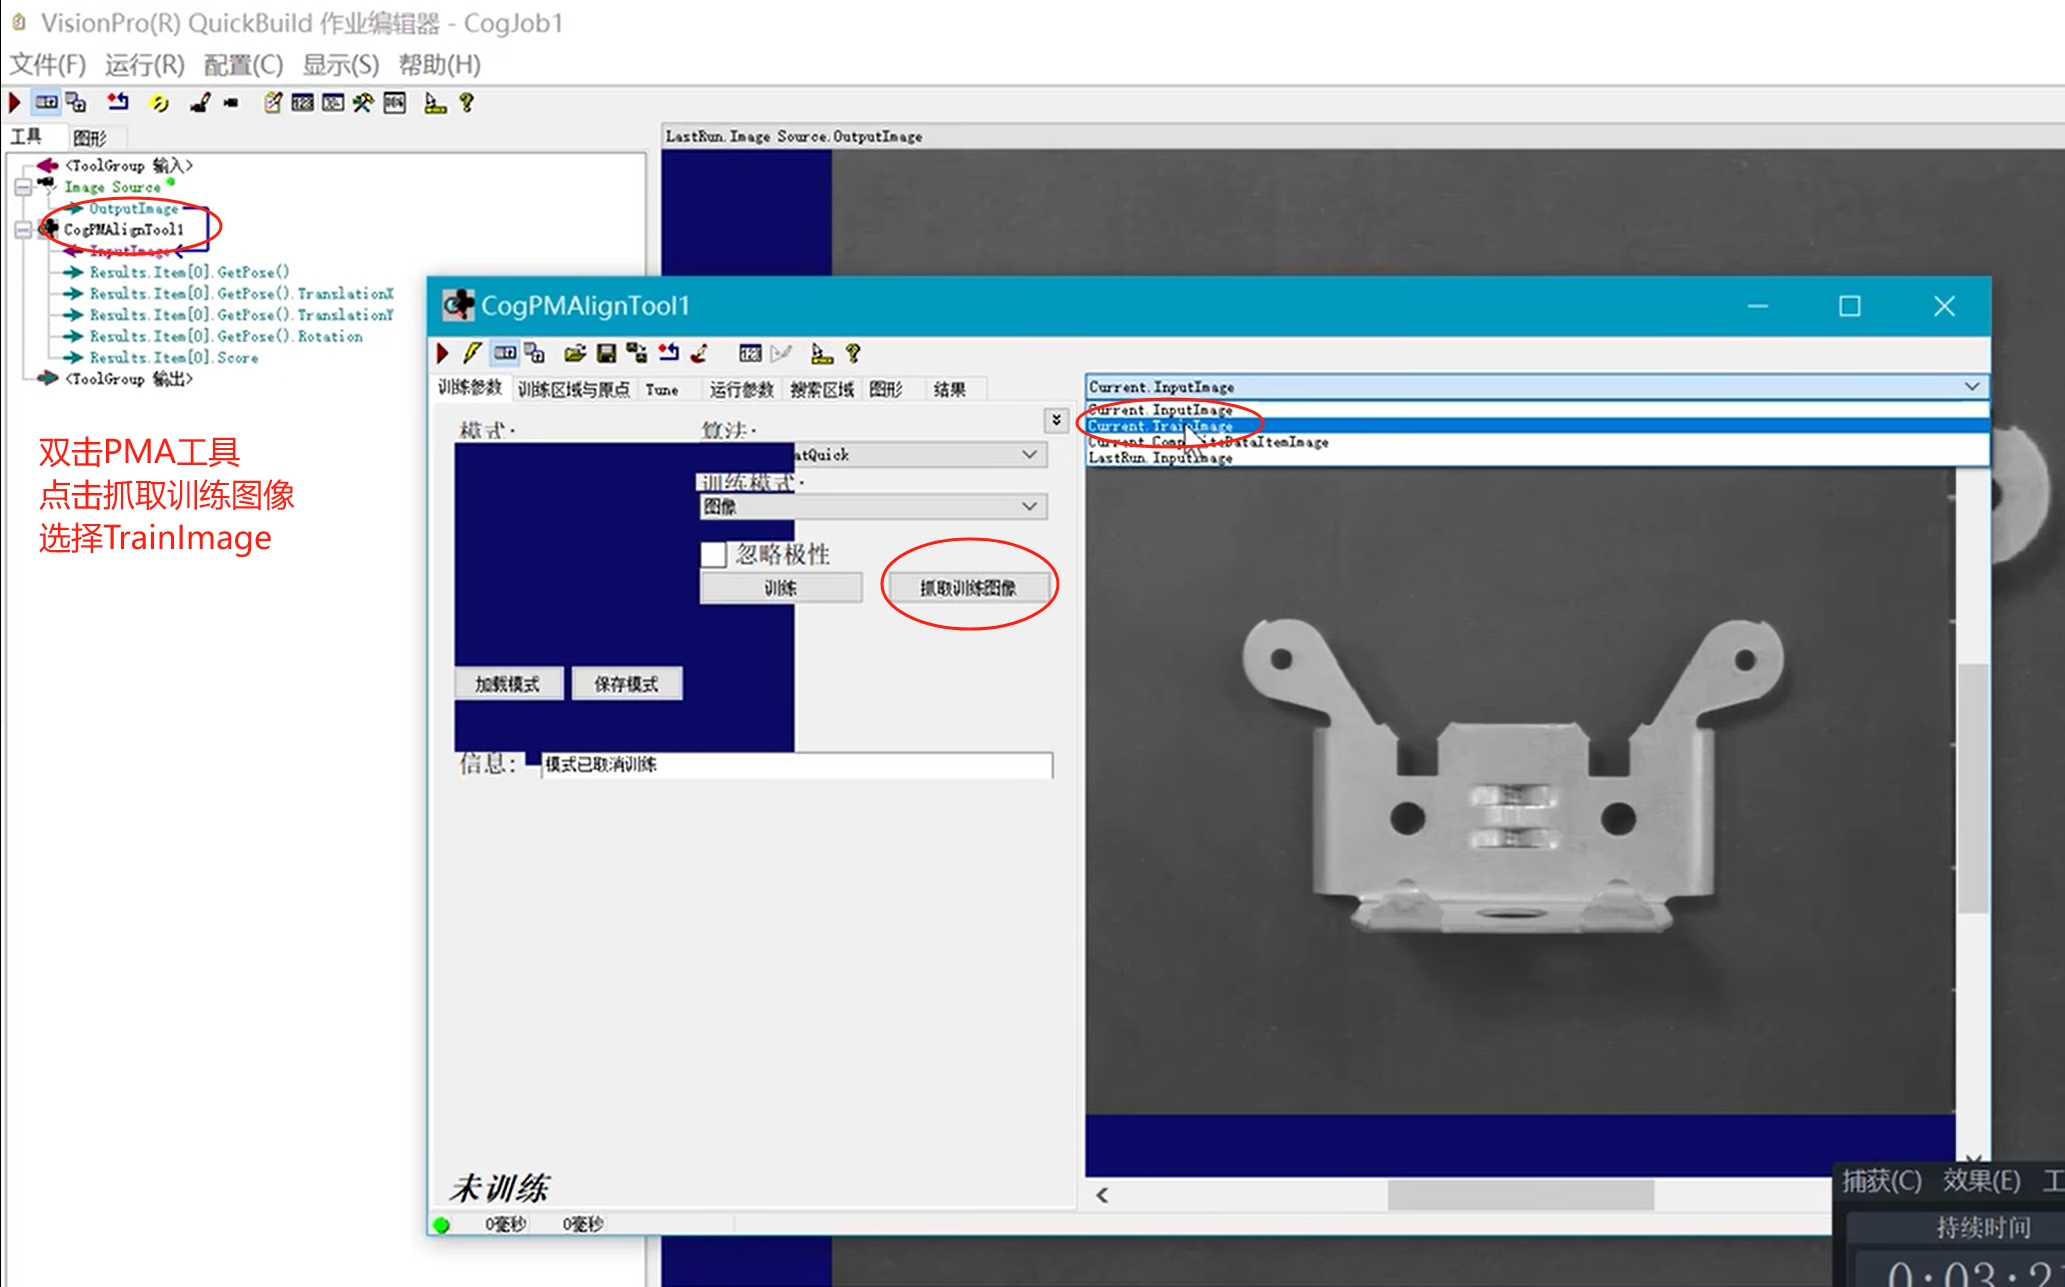 VisionPro(R) QuickBuild 作业编辑器 - CogJob1
文件(F) 运行(R) 配置(C) 显示(S) 帮助(H)
工具 图形
<ToolGroup 输入>
Image Source
OutputImage
CogPMAlignTool1
InputImage
Results.Item[0].GetPose()
Results.Item[0].GetPose().TranslationX
Results.Item[0].GetPose().TranslationY
Results.Item[0].GetPose().Rotation
Results.Item[0].Score
<ToolGroup 输出>
双击PMA工具
点击抓取训练图像
选择TrainImage
LastRun.Image Source.OutputImage
CogPMAlignTool1
训练参数 训练区域与原点 Tune 运行参数 搜索区域 图形 结果
模式: 算法:
atQuick
训练模式:
图像
忽略极性
训练 抓取训练图像
加载模式 保存模式
信息: 模式已取消训练
未训练
0毫秒 0毫秒
Current.InputImage
Current.InputImage
Current.TrainImage
Current.CompositeDataItemImage
LastRun.InputImage
捕获(C) 效果(E) 工
持续时间